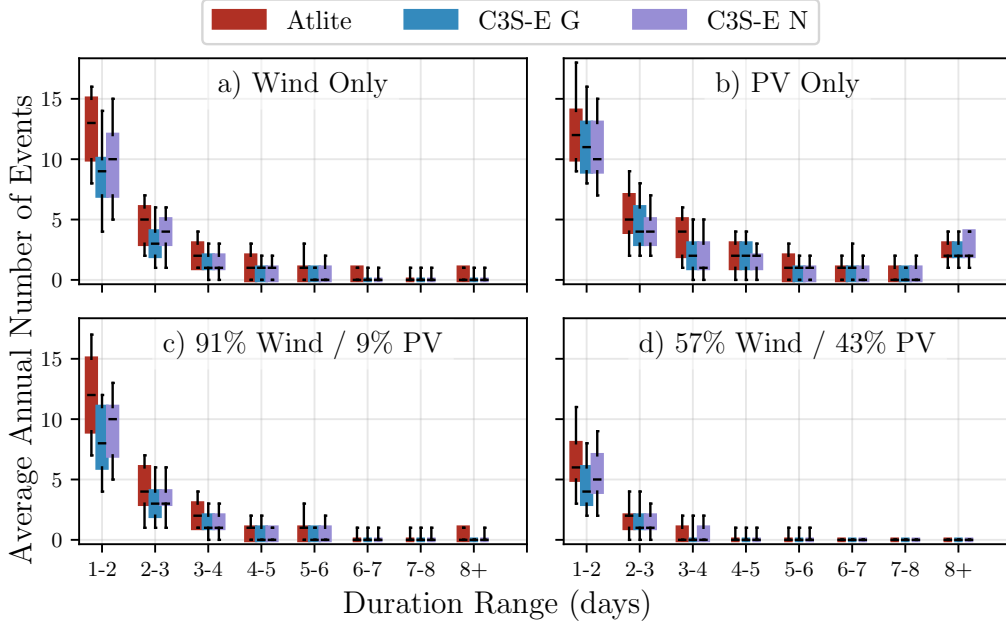 Atlite C3S-E G C3S-E N
a) Wind Only
b) PV Only
15
10
5
0
c) 91% Wind / 9% PV
d) 57% Wind / 43% PV
15
10
5
0
Average Annual Number of Events
1-2 2-3 3-4 4-5 5-6 6-7 7-8 8+
1-2 2-3 3-4 4-5 5-6 6-7 7-8 8+
Duration Range (days)